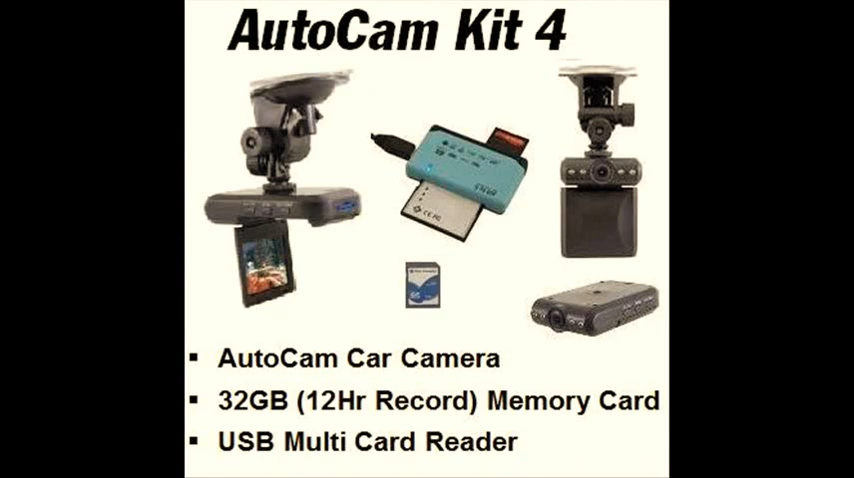 AutoCam Kit 4
▪ AutoCam Car Camera
▪ 32GB (12Hr Record) Memory Card
▪ USB Multi Card Reader